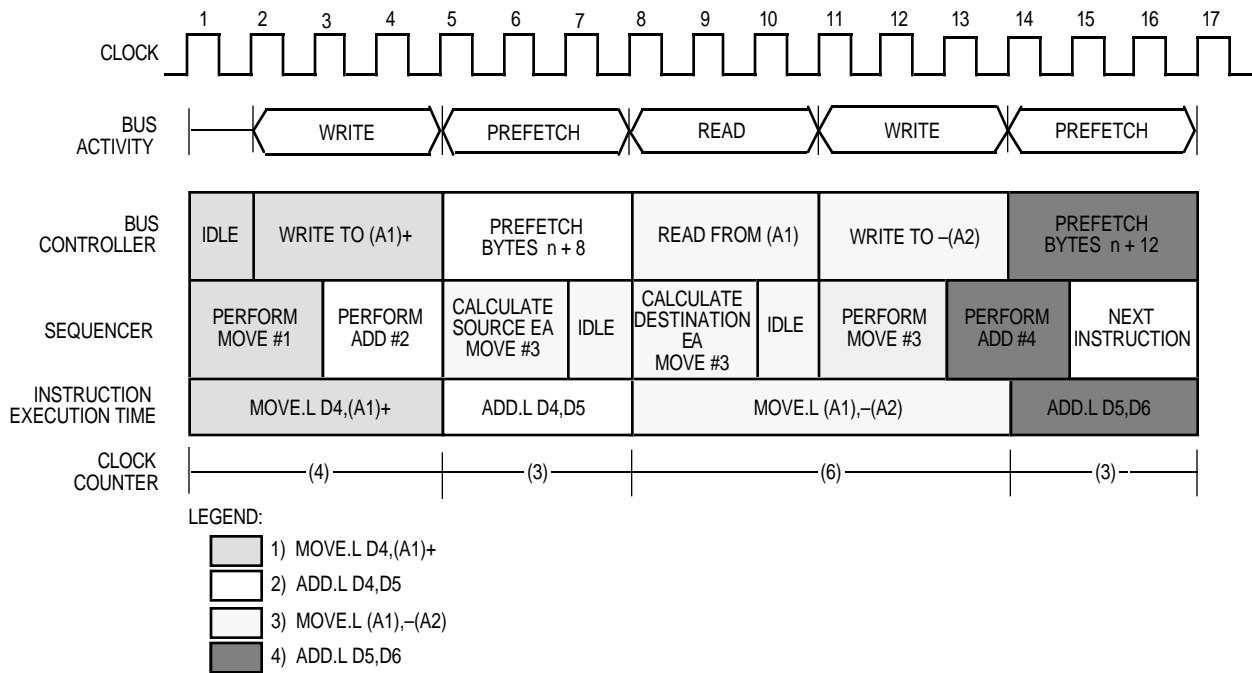 1 2 3 4 5 6 7 8 9 10 11 12 13 14 15 16 17
CLOCK
BUS
ACTIVITY
WRITE PREFETCH READ WRITE PREFETCH
BUS
CONTROLLER
IDLE
WRITE TO (A1)+
PREFETCH
BYTES n + 8
READ FROM (A1)
WRITE TO –(A2)
PREFETCH
BYTES n + 12
SEQUENCER
PERFORM
MOVE #1
PERFORM
ADD #2
CALCULATE
SOURCE EA
MOVE #3
IDLE
CALCULATE
DESTINATION
EA
MOVE #3
IDLE
PERFORM
MOVE #3
PERFORM
ADD #4
NEXT
INSTRUCTION
INSTRUCTION
EXECUTION TIME
MOVE.L D4,(A1)+ ADD.L D4,D5 MOVE.L (A1),–(A2) ADD.L D5,D6
CLOCK
COUNTER
(4) (3) (6) (3)
LEGEND:
1) MOVE.L D4,(A1)+
2) ADD.L D4,D5
3) MOVE.L (A1),–(A2)
4) ADD.L D5,D6